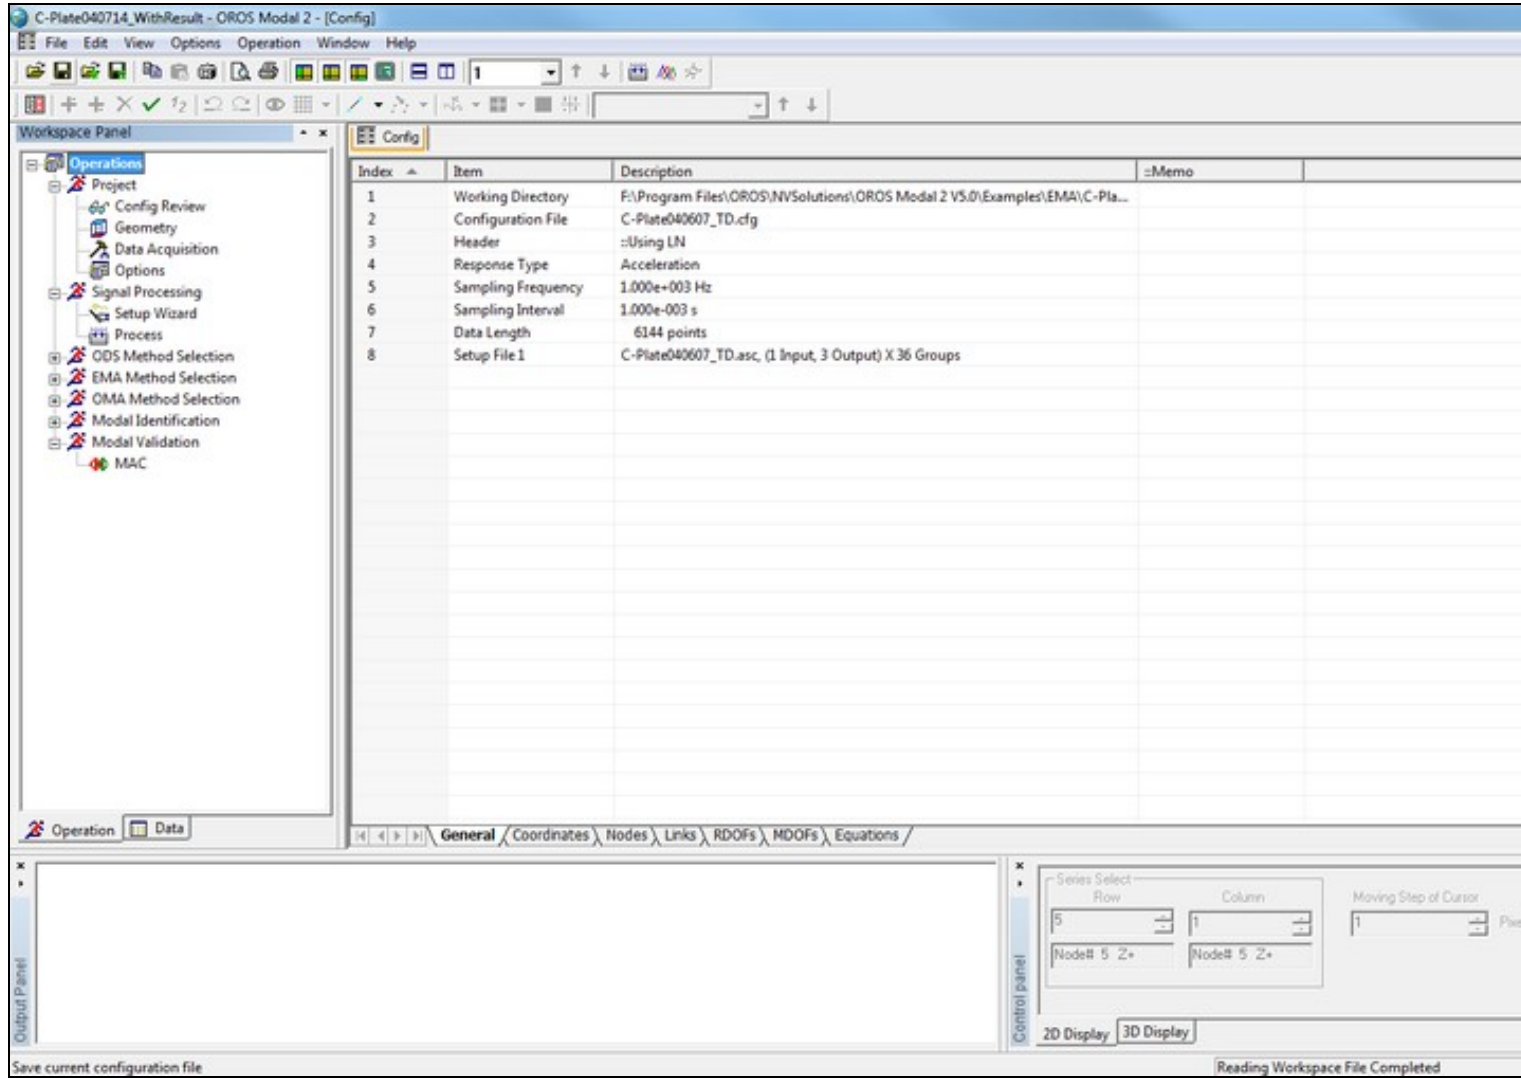 C-Plate040714_WithResult - OROS Modal 2 - [Config]
File Edit View Options Operation Window Help
1
Workspace Panel
Operations
Project
Config Review
Geometry
Data Acquisition
Options
Signal Processing
Setup Wizard
Process
ODS Method Selection
EMA Method Selection
OMA Method Selection
Modal Identification
Modal Validation
MAC
Operation Data
Config
Index Item Description ::Memo
1 Working Directory F:\Program Files\OROS\NVSolutions\OROS Modal 2 V5.0\Examples\EMA\C-Pla...
2 Configuration File C-Plate040607_TD.cfg
3 Header ::Using LN
4 Response Type Acceleration
5 Sampling Frequency 1.000e+003 Hz
6 Sampling Interval 1.000e-003 s
7 Data Length 6144 points
8 Setup File 1 C-Plate040607_TD.asc, (1 Input, 3 Output) X 36 Groups
General Coordinates Nodes Links RDOFs MDOFs Equations
Output Panel
Control panel
Series Select
Row Column Moving Step of Cursor
5 1 1
Node# 5 Z+ Node# 5 Z+
2D Display 3D Display
Save current configuration file Reading Workspace File Completed